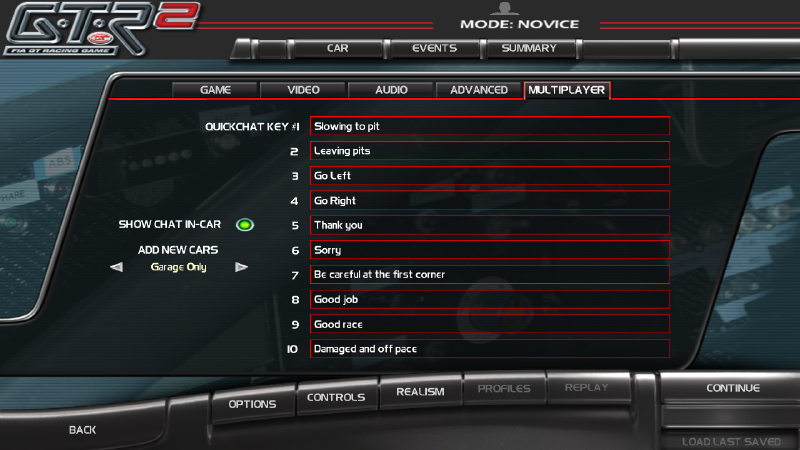 GTR2
FIA GT RACING GAME
MODE: NOVICE
CAR EVENTS SUMMARY
GAME VIDEO AUDIO ADVANCED MULTIPLAYER
QUICKCHAT KEY #1 Slowing to pit
2 Leaving pits
3 Go Left
4 Go Right
SHOW CHAT IN-CAR 5 Thank you
ADD NEW CARS 6 Sorry
Garage Only 7 Be careful at the first corner
8 Good job
9 Good race
10 Damaged and off pace
ABS
BACK OPTIONS CONTROLS REALISM PROFILES REPLAY CONTINUE
LOAD LAST SAVED